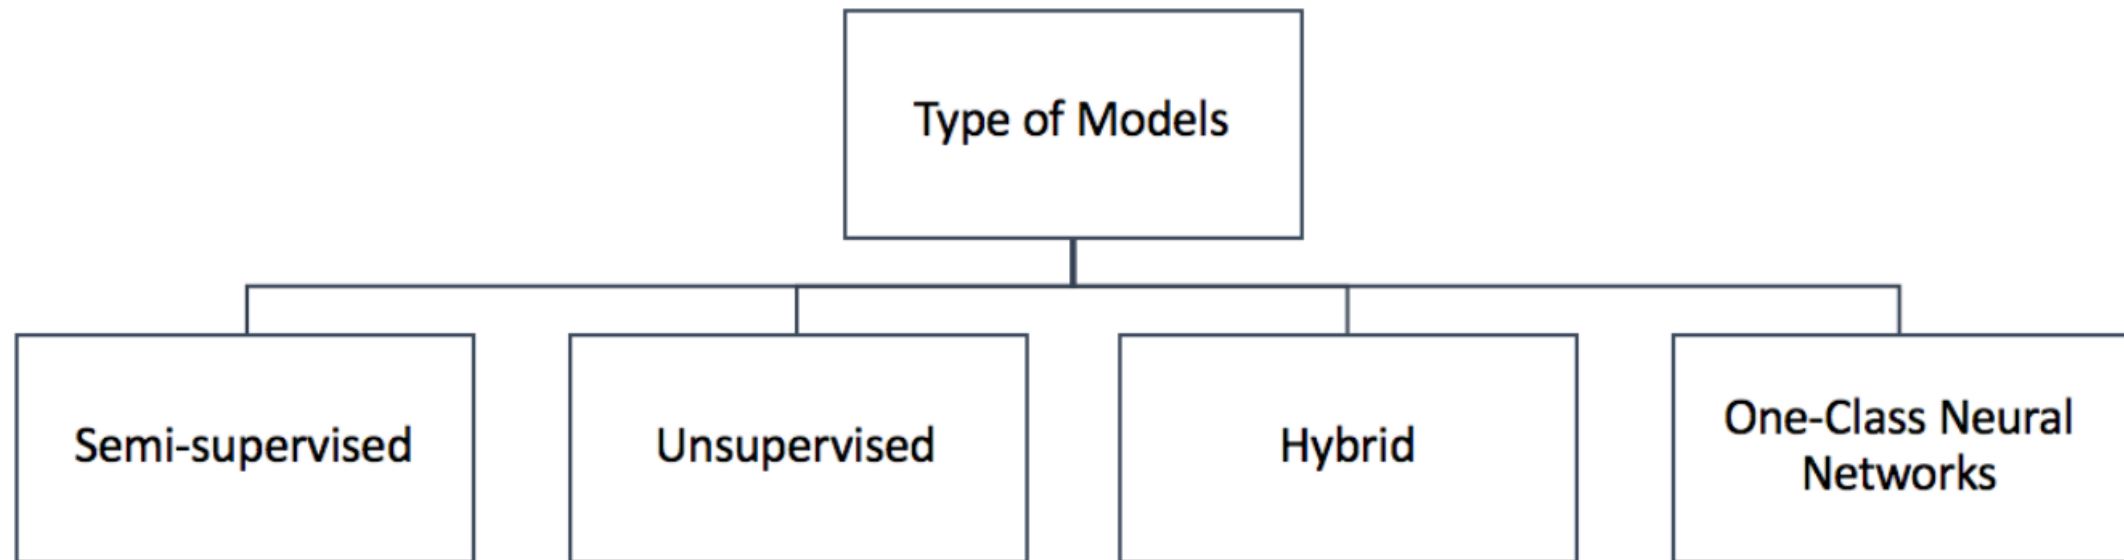 Type of Models
Semi-supervised
Unsupervised
Hybrid
One-Class Neural
Networks